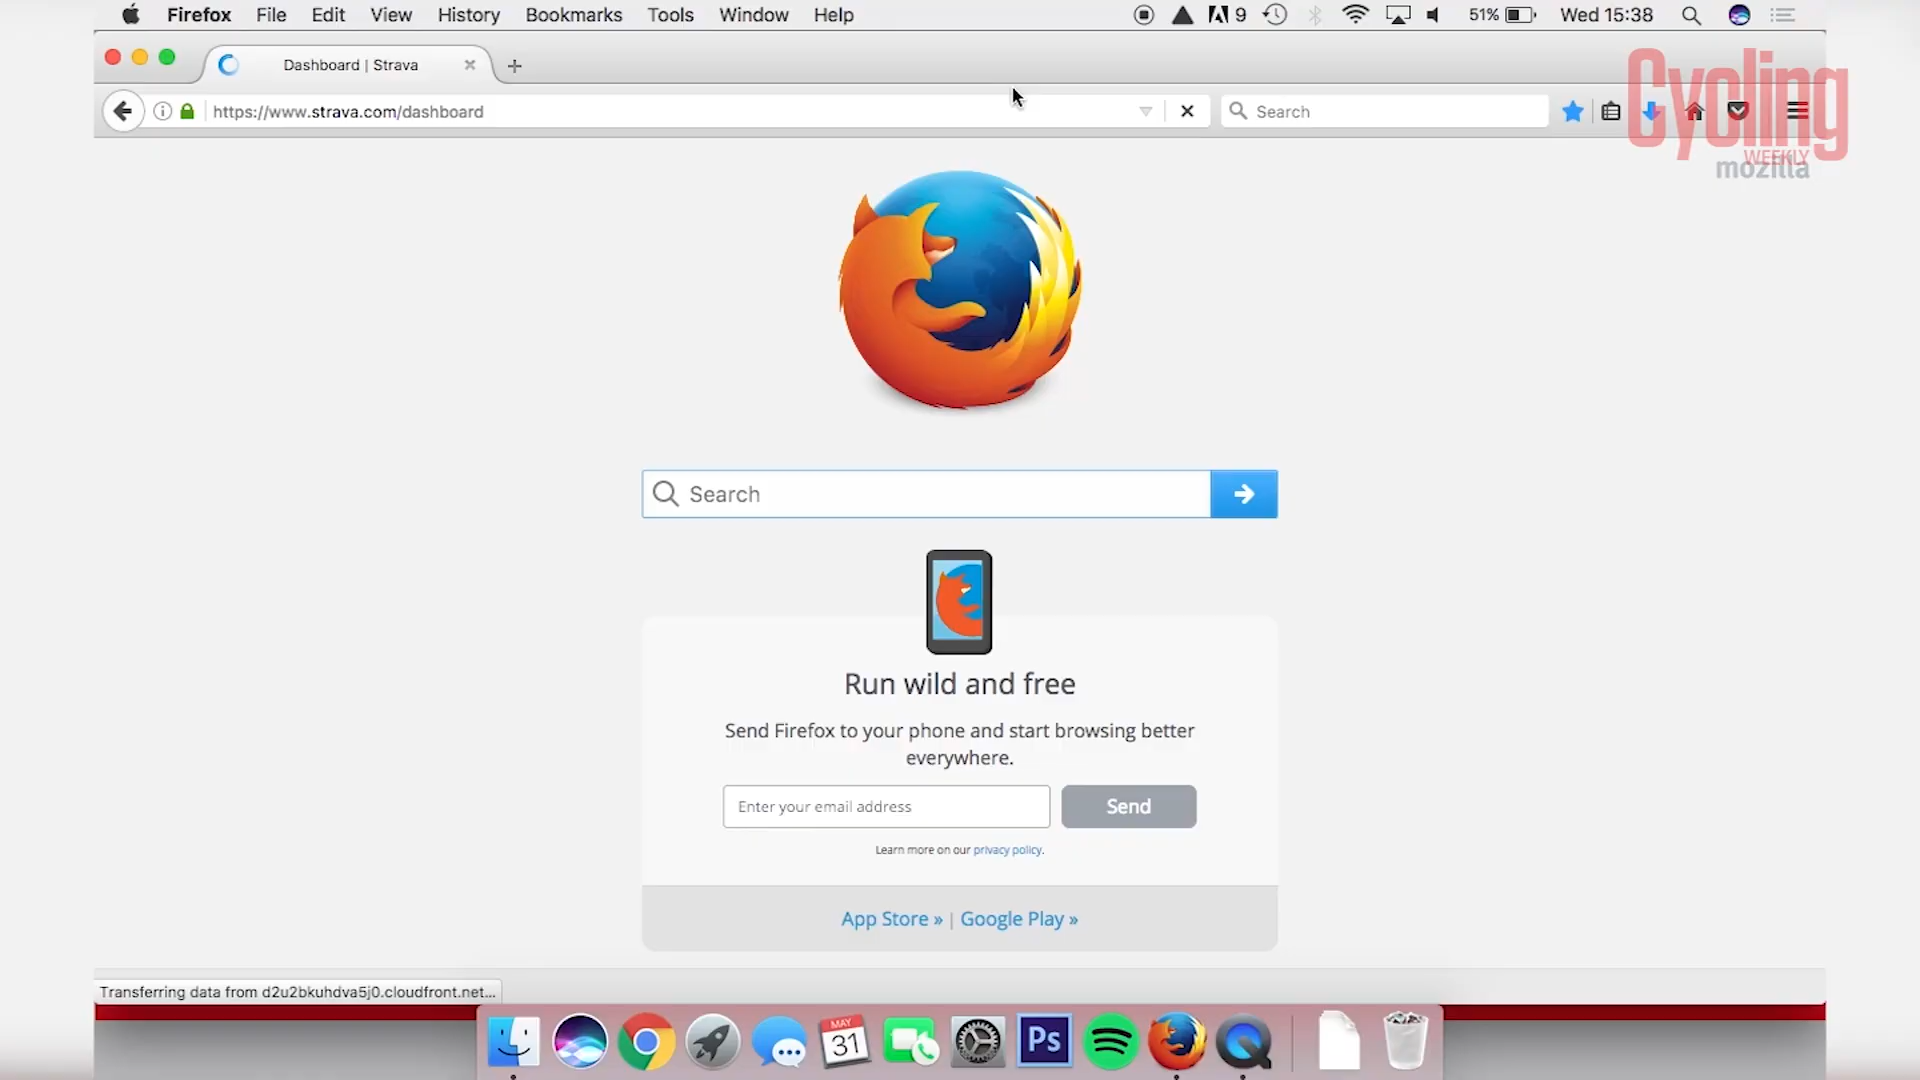 Firefox File Edit View History Bookmarks Tools Window Help 9 51% Wed 15:38
Dashboard | Strava
https://www.strava.com/dashboard Search
Cycling
WEEKLY
mozilla
Search
Run wild and free
Send Firefox to your phone and start browsing better
everywhere.
Enter your email address Send
Learn more on our privacy policy.
App Store » | Google Play »
Transferring data from d2u2bkuhdva5j0.cloudfront.net...
MAY
31
Ps